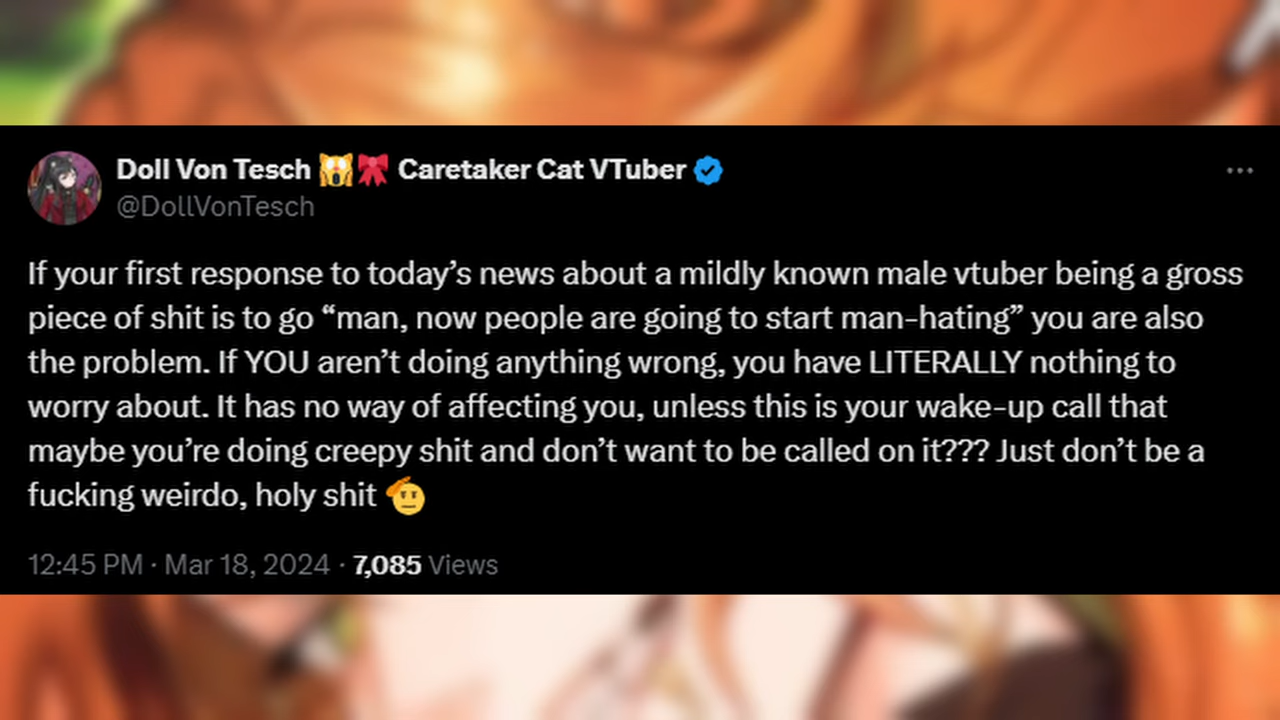 Doll Von Tesch 🙀🎀 Caretaker Cat VTuber
@DollVonTesch
If your first response to today’s news about a mildly known male vtuber being a gross
piece of shit is to go “man, now people are going to start man-hating” you are also
the problem. If YOU aren’t doing anything wrong, you have LITERALLY nothing to
worry about. It has no way of affecting you, unless this is your wake-up call that
maybe you’re doing creepy shit and don’t want to be called on it??? Just don’t be a
fucking weirdo, holy shit 🫡
12:45 PM · Mar 18, 2024 · 7,085 Views